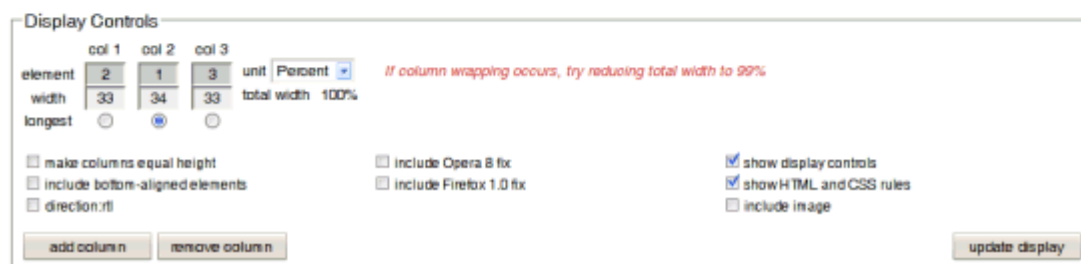 Display Controls
col 1 col 2 col 3
element 2 1 3 unit Percent If column wrapping occurs, try reducing total width to 99%
width 33 34 33 total width 100%
longest
make columns equal height include Opera 8 fix show display controls
include bottom-aligned elements include Firefox 1.0 fix show HTML and CSS rules
direction:rtl include image
add column remove column update display